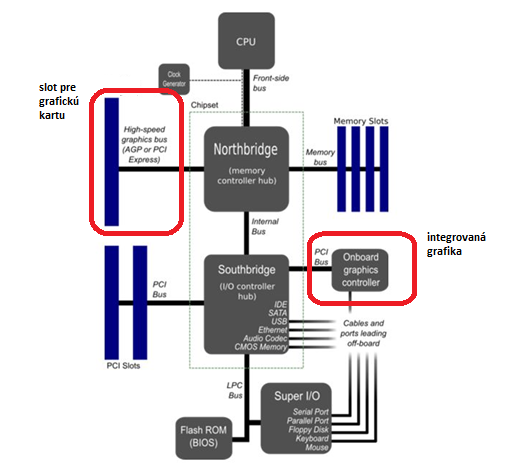 CPU
slot pre
grafickú
kartu
Clock
Generator
Front-side
bus
Chipset
High-speed
graphics bus
(AGP or PCI
Express)
Northbridge
(memory
controller hub)
Memory
bus
Memory Slots
Internal
Bus
integrovaná
grafika
PCI
Bus
Onboard
graphics
controller
Southbridge
(I/O controller
hub)
PCI
Bus
IDE
SATA
USB
Ethernet
Audio Codec
CMOS Memory
Cables and
ports leading
off-board
PCI Slots
LPC
Bus
Super I/O
Serial Port
Parallel Port
Floppy Disk
Keyboard
Mouse
Flash ROM
(BIOS)